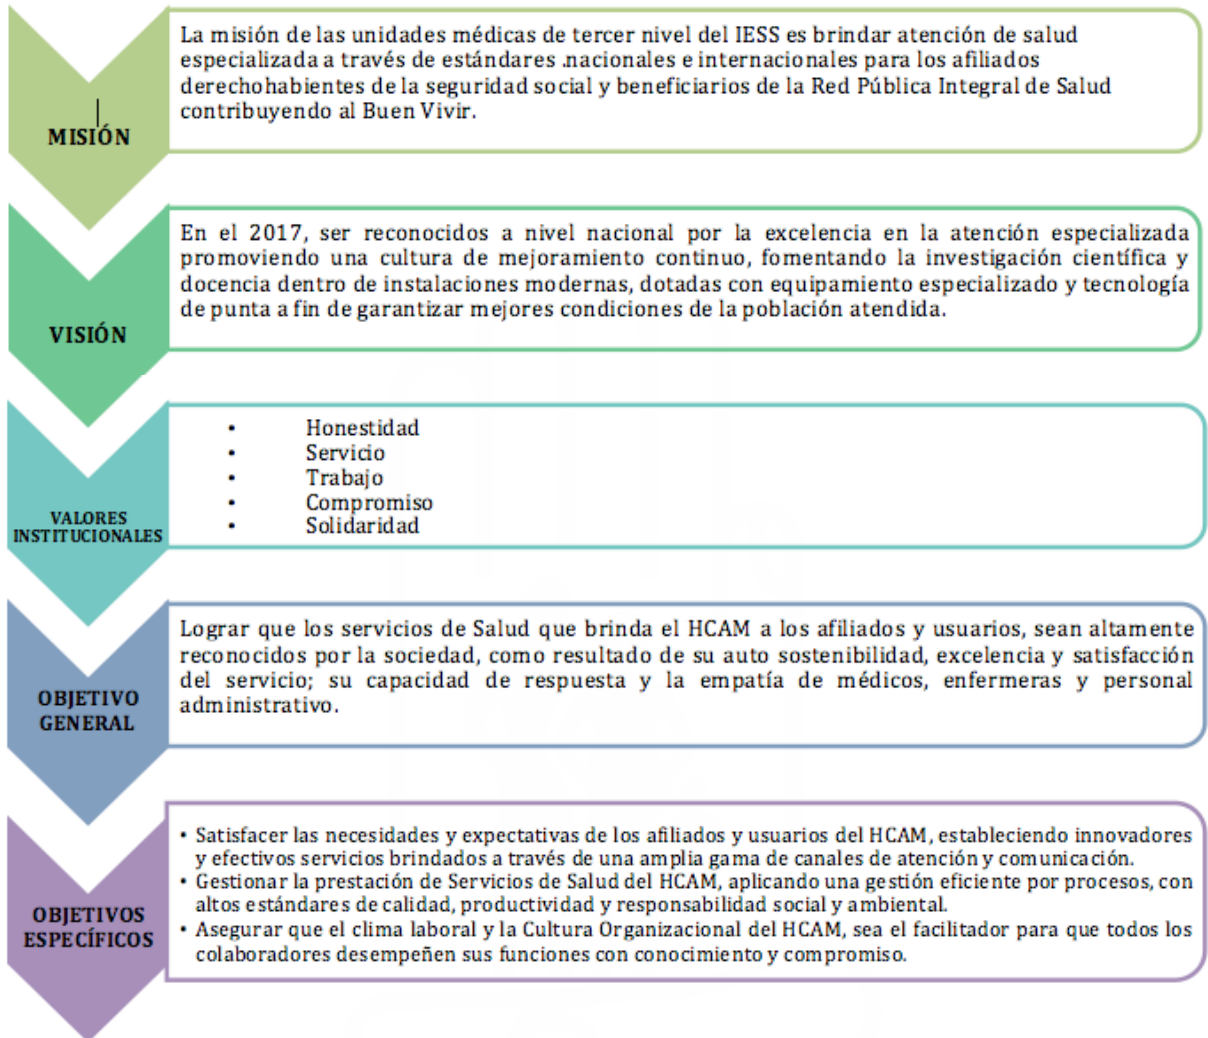 MISIÓN
La misión de las unidades médicas de tercer nivel del IESS es brindar atención de salud
especializada a través de estándares .nacionales e internacionales para los afiliados
derechohabientes de la seguridad social y beneficiarios de la Red Pública Integral de Salud
contribuyendo al Buen Vivir.
VISIÓN
En el 2017, ser reconocidos a nivel nacional por la excelencia en la atención especializada
promoviendo una cultura de mejoramiento continuo, fomentando la investigación científica y
docencia dentro de instalaciones modernas, dotadas con equipamiento especializado y tecnología
de punta a fin de garantizar mejores condiciones de la población atendida.
VALORES
INSTITUCIONALES
• Honestidad
• Servicio
• Trabajo
• Compromiso
• Solidaridad
OBJETIVO
GENERAL
Lograr que los servicios de Salud que brinda el HCAM a los afiliados y usuarios, sean altamente
reconocidos por la sociedad, como resultado de su auto sostenibilidad, excelencia y satisfacción
del servicio; su capacidad de respuesta y la empatía de médicos, enfermeras y personal
administrativo.
OBJETIVOS
ESPECÍFICOS
• Satisfacer las necesidades y expectativas de los afiliados y usuarios del HCAM, estableciendo innovadores
y efectivos servicios brindados a través de una amplia gama de canales de atención y comunicación.
• Gestionar la prestación de Servicios de Salud del HCAM, aplicando una gestión eficiente por procesos, con
altos estándares de calidad, productividad y responsabilidad social y ambiental.
• Asegurar que el clima laboral y la Cultura Organizacional del HCAM, sea el facilitador para que todos los
colaboradores desempeñen sus funciones con conocimiento y compromiso.